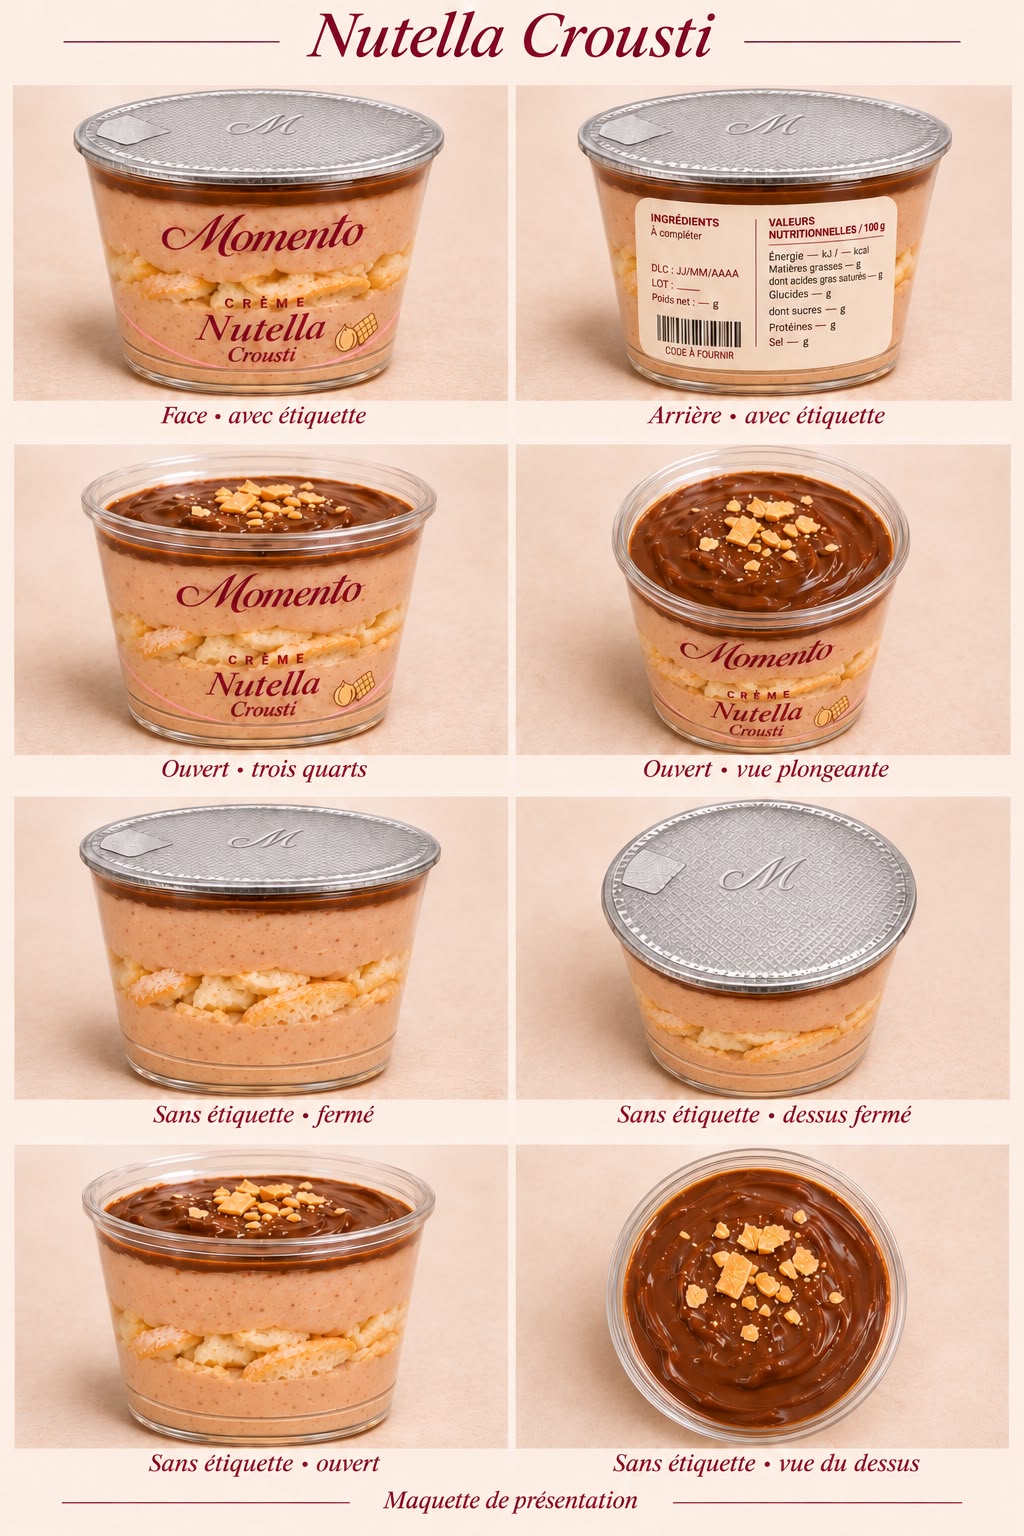 Nutella Crousti
M
Momento
CRÈME
Nutella
Crousti
Face • avec étiquette
M
INGRÉDIENTS
À compléter
DLC : JJ/MM/AAAA
LOT : ____
Poids net : — g
CODE À FOURNIR
VALEURS
NUTRITIONNELLES / 100 g
Énergie — kJ / — kcal
Matières grasses — g
dont acides gras saturés — g
Glucides — g
dont sucres — g
Protéines — g
Sel — g
Arrière • avec étiquette
Momento
CRÈME
Nutella
Crousti
Ouvert • trois quarts
Momento
CRÈME
Nutella
Crousti
Ouvert • vue plongeante
M
Sans étiquette • fermé
M
Sans étiquette • dessus fermé
Sans étiquette • ouvert
Sans étiquette • vue du dessus
Maquette de présentation